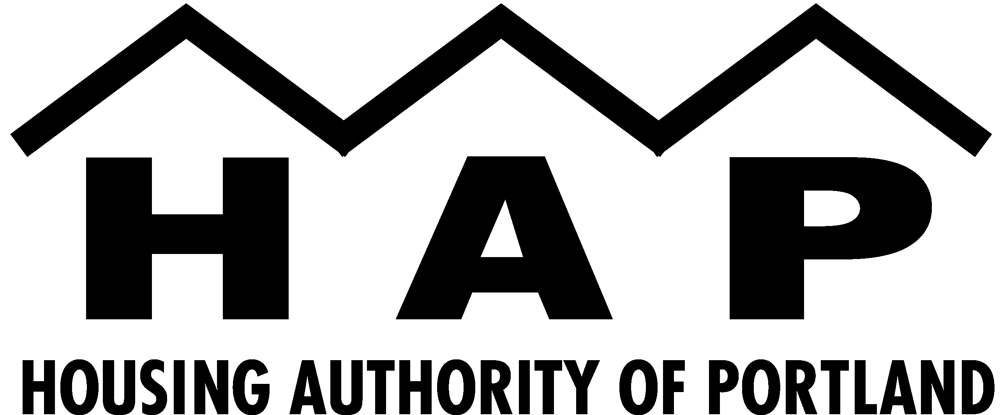 HAP
HOUSING AUTHORITY OF PORTLAND